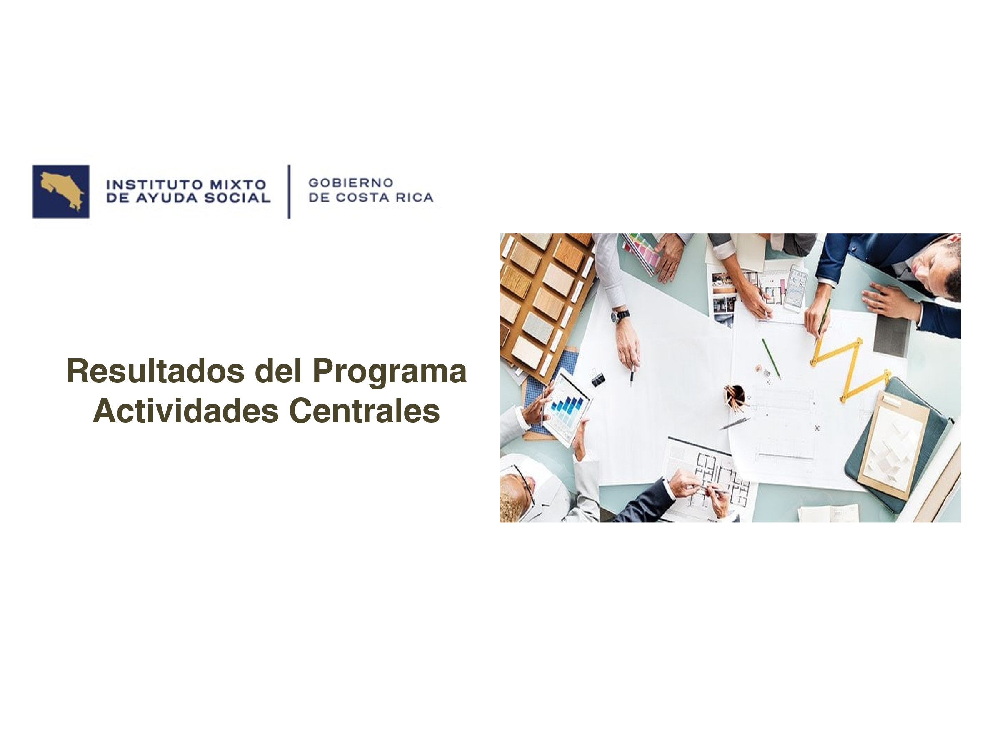 INSTITUTO MIXTO
DE AYUDA SOCIAL
GOBIERNO
DE COSTA RICA
Resultados del Programa
Actividades Centrales